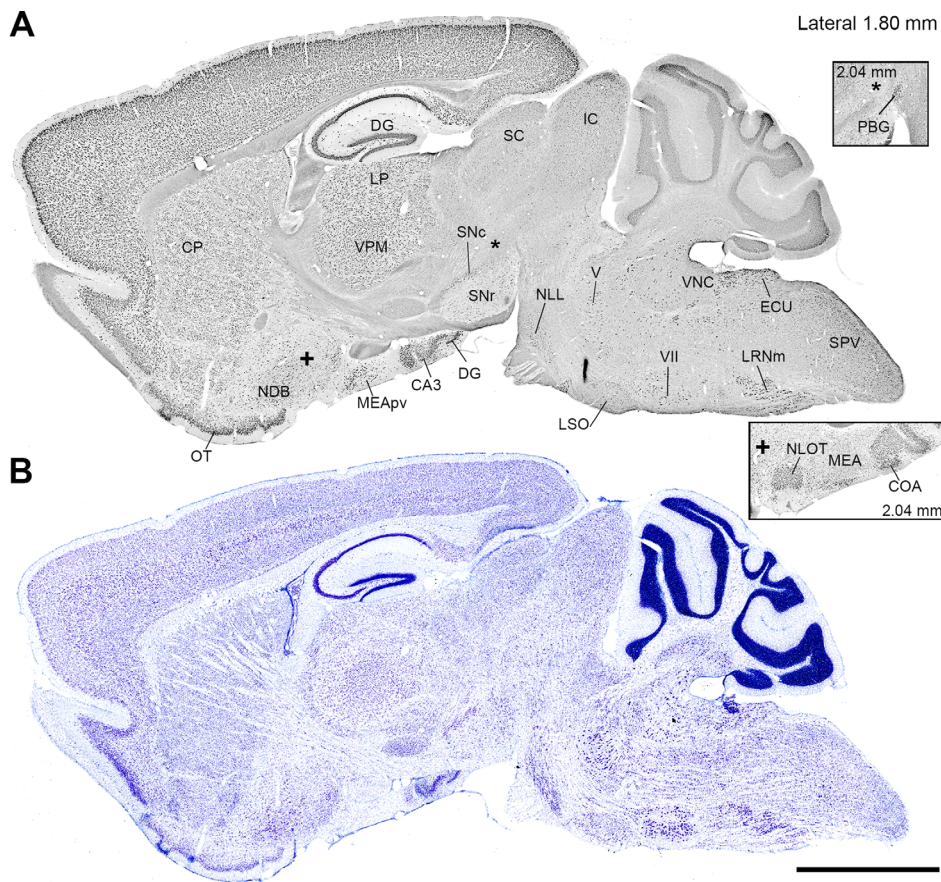 A
Lateral 1.80 mm
2.04 mm
*
PBG
DG
SC
IC
LP
CP
VPM
SNc
*
SNr
NLL
V
VNC
ECU
SPV
+
NDB
MEApv
CA3
DG
VII
LRNm
LSO
OT
+
NLOT
MEA
COA
2.04 mm
B